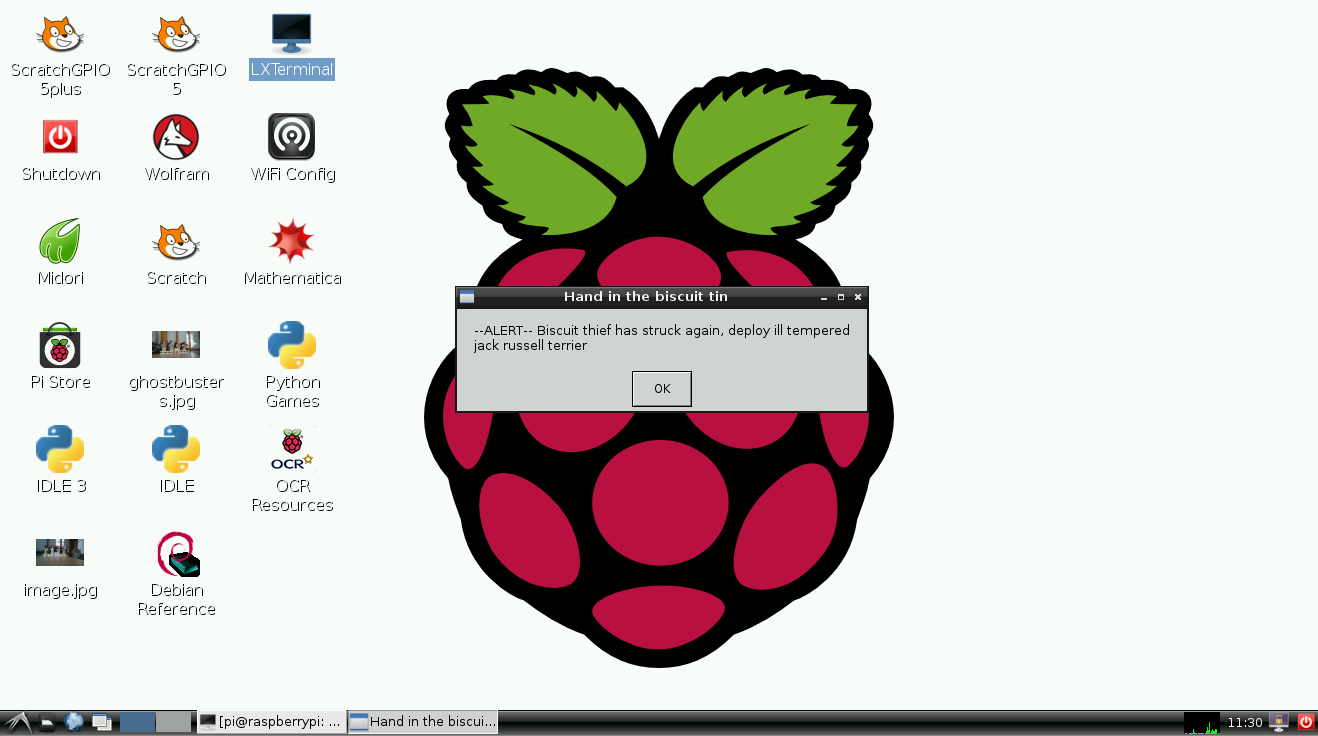 ScratchGPIO
5plus
ScratchGPIO
5
LXTerminal
Shutdown
Wolfram
WiFi Config
Midori
Scratch
Mathematica
Pi Store
ghostbuster
s.jpg
Python
Games
IDLE 3
IDLE
OCR
OCR
Resources
image.jpg
Debian
Reference
Hand in the biscuit tin
--ALERT-- Biscuit thief has struck again, deploy ill tempered
jack russell terrier
OK
[pi@raspberrypi: ...
Hand in the biscui...
11:30